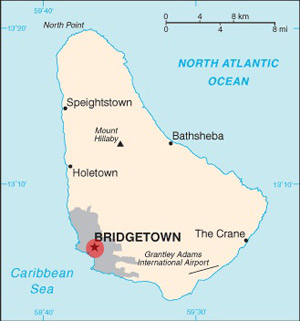 59°40'
North Point
0 4 8 km
0 4 8 mi
13°20'
NORTH ATLANTIC
OCEAN
Speightstown
Mount
Hillaby
Bathsheba
Holetown
13°10'
13°10'
BRIDGETOWN
The Crane
Grantley Adams
International Airport
Caribbean
Sea
59°40'
59°30'